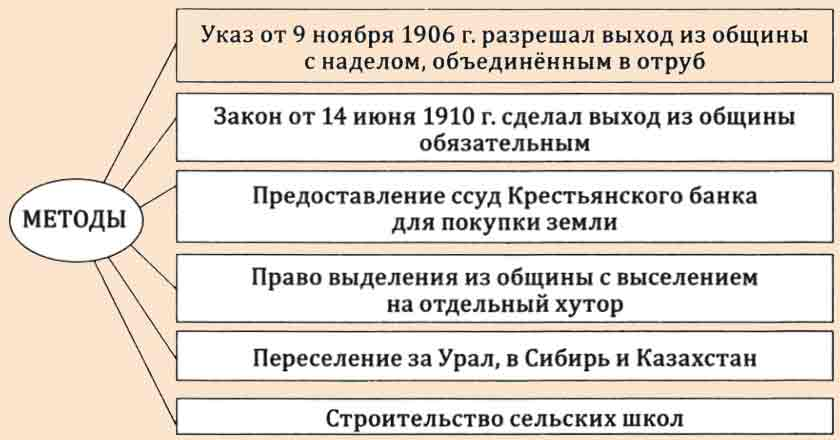 Указ от 9 ноября 1906 г. разрешал выход из общины
с наделом, объединённым в отруб
Закон от 14 июня 1910 г. сделал выход из общины
обязательным
Предоставление ссуд Крестьянского банка
для покупки земли
МЕТОДЫ
Право выделения из общины с выселением
на отдельный хутор
Переселение за Урал, в Сибирь и Казахстан
Строительство сельских школ